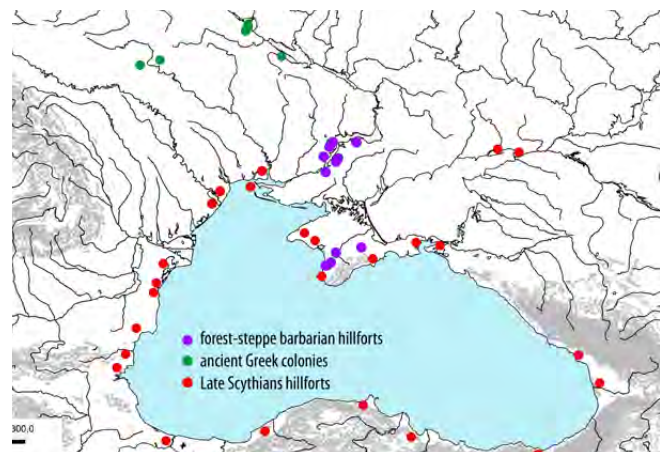 forest-steppe barbarian hillforts
ancient Greek colonies
Late Scythians hillforts
300,0